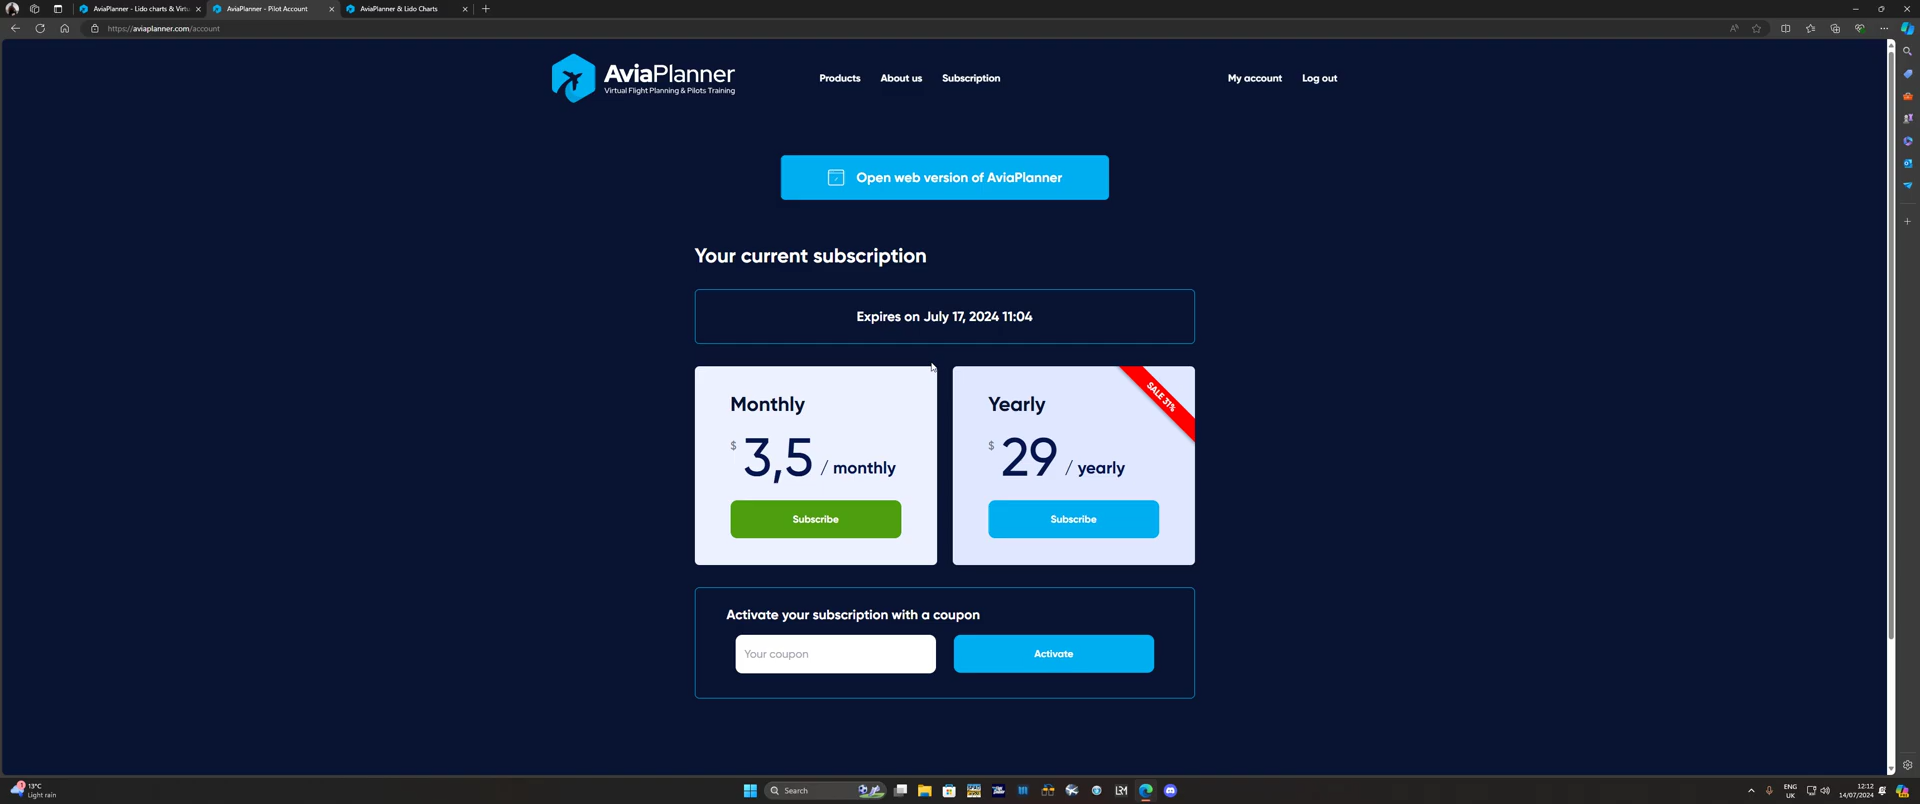 AviaPlanner - Lido charts & Virtu
AviaPlanner - Pilot Account
AviaPlanner & Lido Charts
https://aviaplanner.com/account
AviaPlanner
Virtual Flight Planning & Pilots Training
Products
About us
Subscription
My account
Log out
Open web version of AviaPlanner
Your current subscription
Expires on July 17, 2024 11:04
Monthly
$ 3,5 / monthly
Subscribe
Yearly
SALE 31%
$ 29 / yearly
Subscribe
Activate your subscription with a coupon
Your coupon
Activate
13°C
Light rain
Search
ENG
UK
12:12
14/07/2024